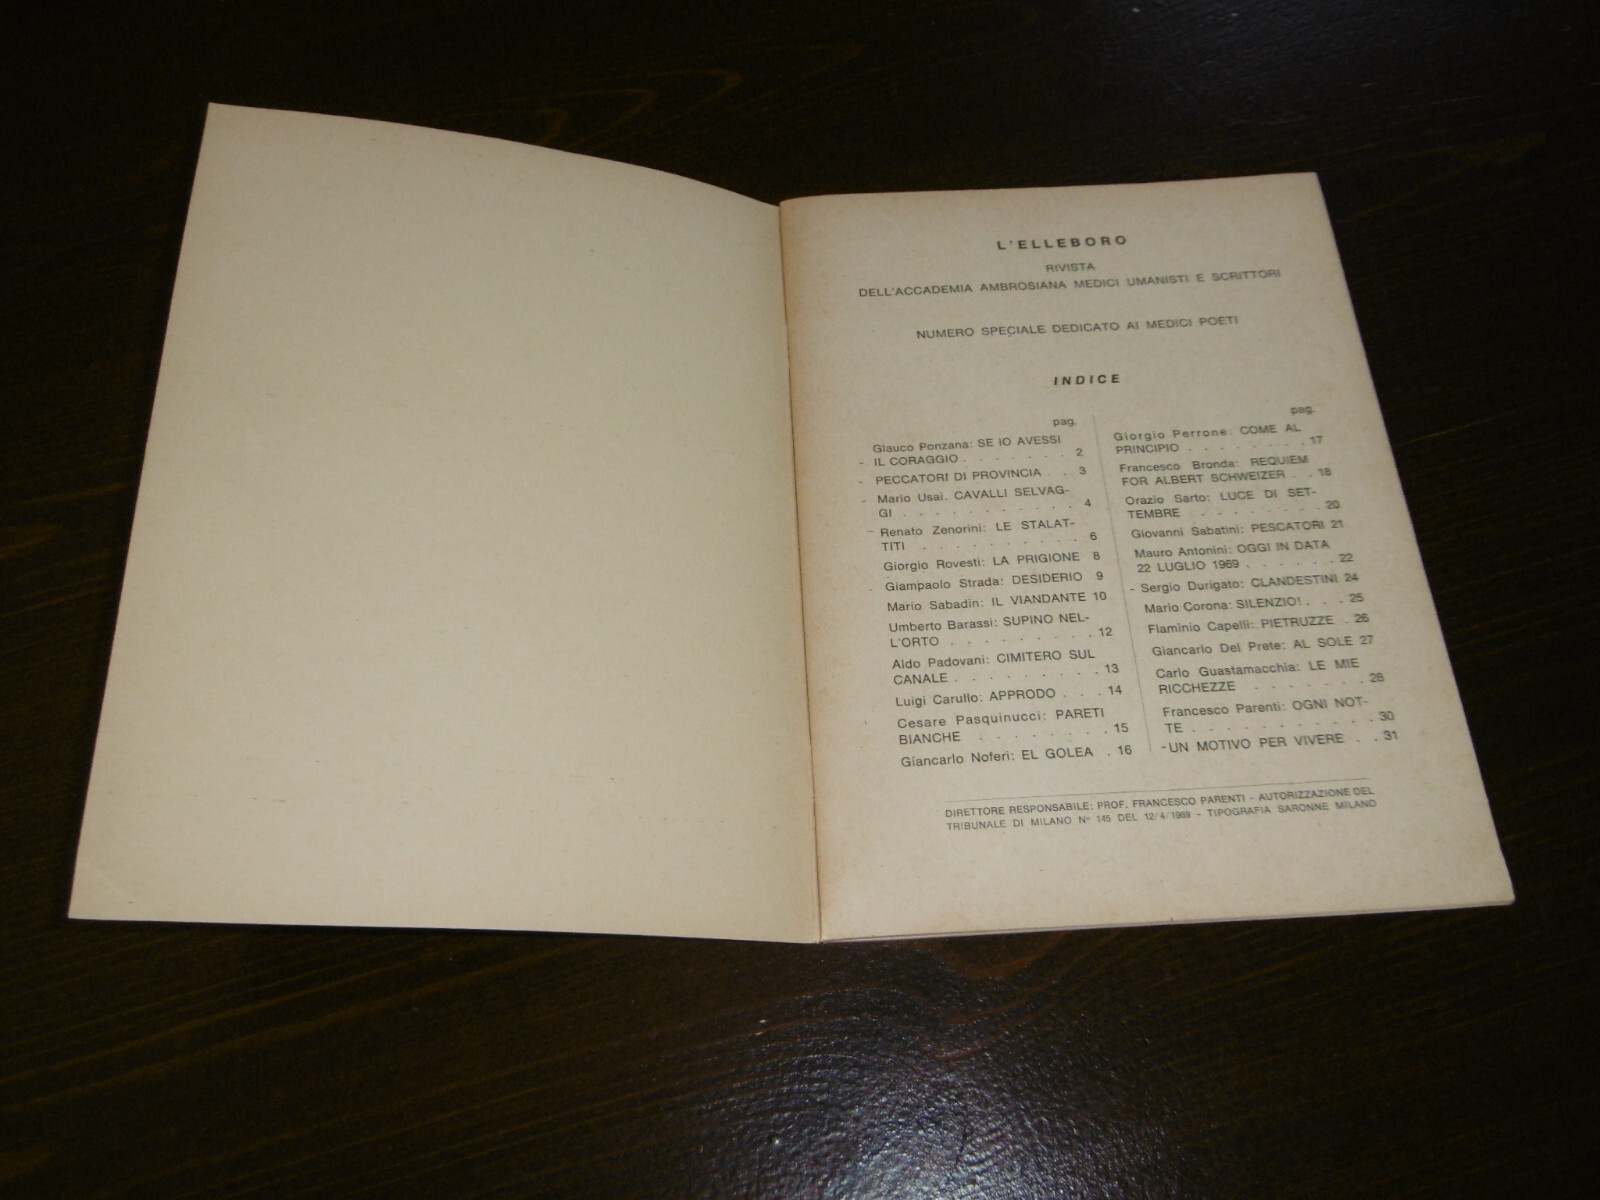 L'ELLEBORO
RIVISTA
DELL'ACCADEMIA AMBROSIANA MEDICI UMANISTI E SCRITTORI
NUMERO SPECIALE DEDICATO AI MEDICI POETI
INDICE
pag.
Glauco Ponzana: SE IO AVESSI
- IL CORAGGIO . . . . . . . 2
- PECCATORI DI PROVINCIA . . 3
- Mario Usai. CAVALLI SELVAG-
GI . . . . . . . . . . . 4
- Renato Zenorini: LE STALAT-
TITI . . . . . . . . . . 6
Giorgio Rovesti: LA PRIGIONE 8
- Giampaolo Strada: DESIDERIO 9
Mario Sabadin: IL VIANDANTE 10
Umberto Barassi: SUPINO NEL-
L'ORTO . . . . . . . . . 12
Aldo Padovani: CIMITERO SUL
CANALE . . . . . . . . . 13
Luigi Carullo: APPRODO . . . 14
Cesare Pasquinucci: PARETI
BIANCHE . . . . . . . . 15
Giancarlo Noferi: EL GOLEA . 16
pag.
Giorgio Perrone: COME AL
PRINCIPIO . . . . . . . . 17
Francesco Bronda: REQUIEM
FOR ALBERT SCHWEIZER . . 18
Orazio Sarto: LUCE DI SET-
TEMBRE . . . . . . . . 20
Giovanni Sabatini: PESCATORI 21
Mauro Antonini: OGGI IN DATA
22 LUGLIO 1969 . . . . . . 22
- Sergio Durigato: CLANDESTINI 24
Mario Corona: SILENZIO! . . . 25
Flaminio Capelli: PIETRUZZE . 26
Giancarlo Del Prete: AL SOLE 27
Carlo Guastamacchia: LE MIE
RICCHEZZE . . . . . . . 28
Francesco Parenti: OGNI NOT-
TE . . . . . . . . . . . 30
- UN MOTIVO PER VIVERE . . 31
DIRETTORE RESPONSABILE: PROF. FRANCESCO PARENTI - AUTORIZZAZIONE DEL
TRIBUNALE DI MILANO N° 145 DEL 12/4/1969 - TIPOGRAFIA SARONNE MILANO